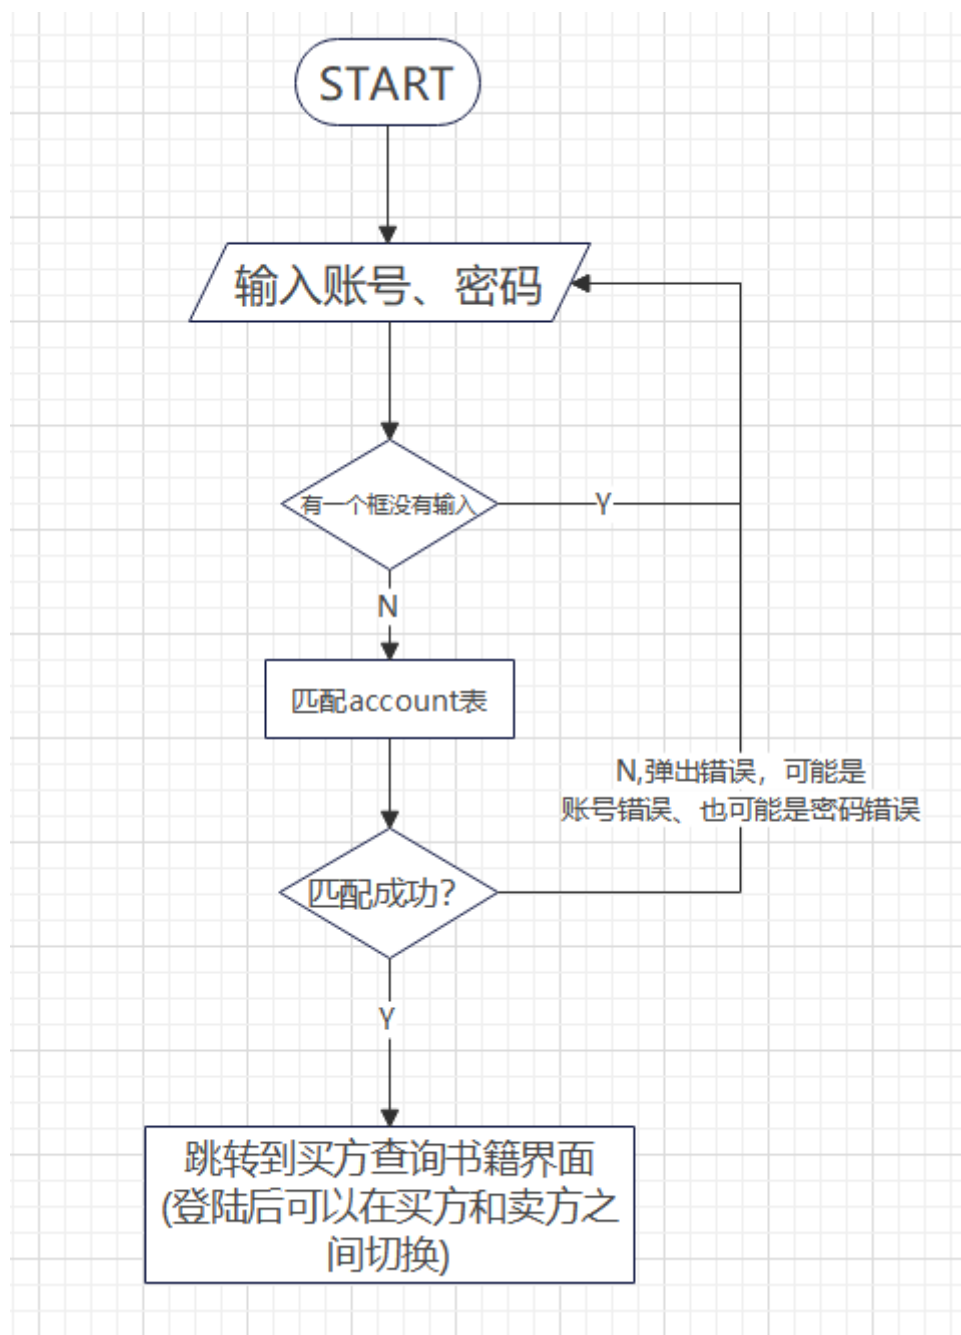 START
输入账号、密码
有一个框没有输入
Y
N
匹配account表
N,弹出错误，可能是
账号错误、也可能是密码错误
匹配成功？
Y
跳转到买方查询书籍界面
(登陆后可以在买方和卖方之
间切换)